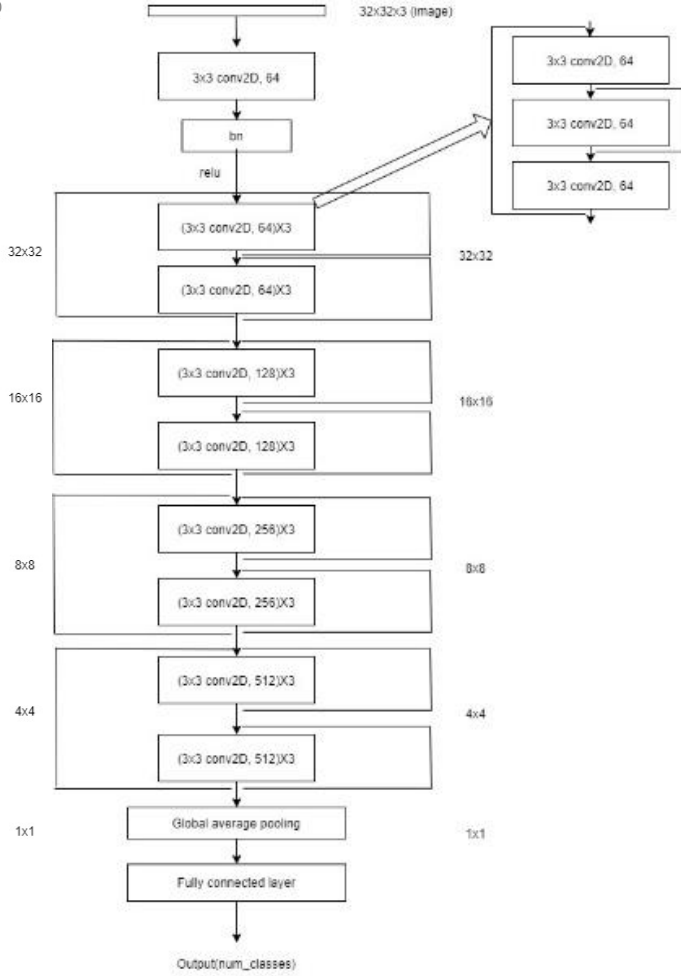 )
32x32x3 (image)
3x3 conv2D, 64
bn
relu
3x3 conv2D, 64
3x3 conv2D, 64
3x3 conv2D, 64
(3x3 conv2D, 64)X3
32x32
32x32
(3x3 conv2D, 64)X3
(3x3 conv2D, 128)X3
16x16
16x16
(3x3 conv2D, 128)X3
(3x3 conv2D, 256)X3
8x8
8x8
(3x3 conv2D, 256)X3
(3x3 conv2D, 512)X3
4x4
4x4
(3x3 conv2D, 512)X3
Global average pooling
1x1
1x1
Fully connected layer
Output(num_classes)